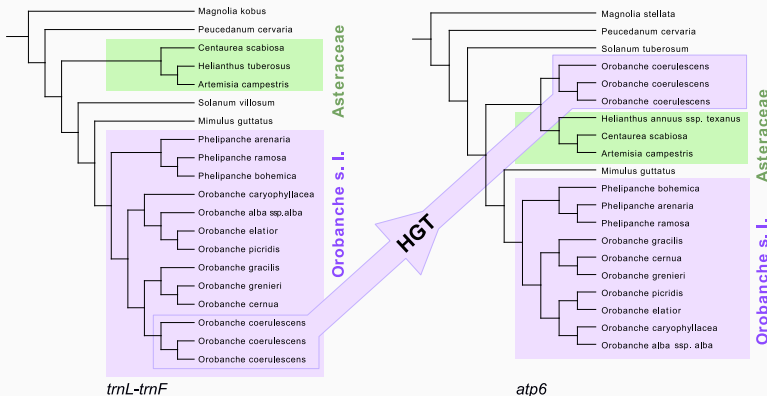 Magnolia kobus
Peucedanum cervaria
Centaurea scabiosa
Helianthus tuberosus
Artemisia campestris
Solanum villosum
Mimulus guttatus
Phelipanche arenaria
Phelipanche ramosa
Phelipanche bohemica
Orobanche caryophyllacea
Orobanche alba ssp.alba
Orobanche elatior
Orobanche picridis
Orobanche gracilis
Orobanche grenieri
Orobanche cernua
Orobanche coerulescens
Orobanche coerulescens
Orobanche coerulescens
Asteraceae
Orobanche s. l.
trnL-trnF
HGT
Magnolia stellata
Peucedanum cervaria
Solanum tuberosum
Orobanche coerulescens
Orobanche coerulescens
Orobanche coerulescens
Helianthus annuus ssp. texanus
Centaurea scabiosa
Artemisia campestris
Mimulus guttatus
Phelipanche bohemica
Phelipanche arenaria
Phelipanche ramosa
Orobanche gracilis
Orobanche cernua
Orobanche grenieri
Orobanche picridis
Orobanche elatior
Orobanche caryophyllacea
Orobanche alba ssp. alba
Asteraceae
Orobanche s. l.
atp6